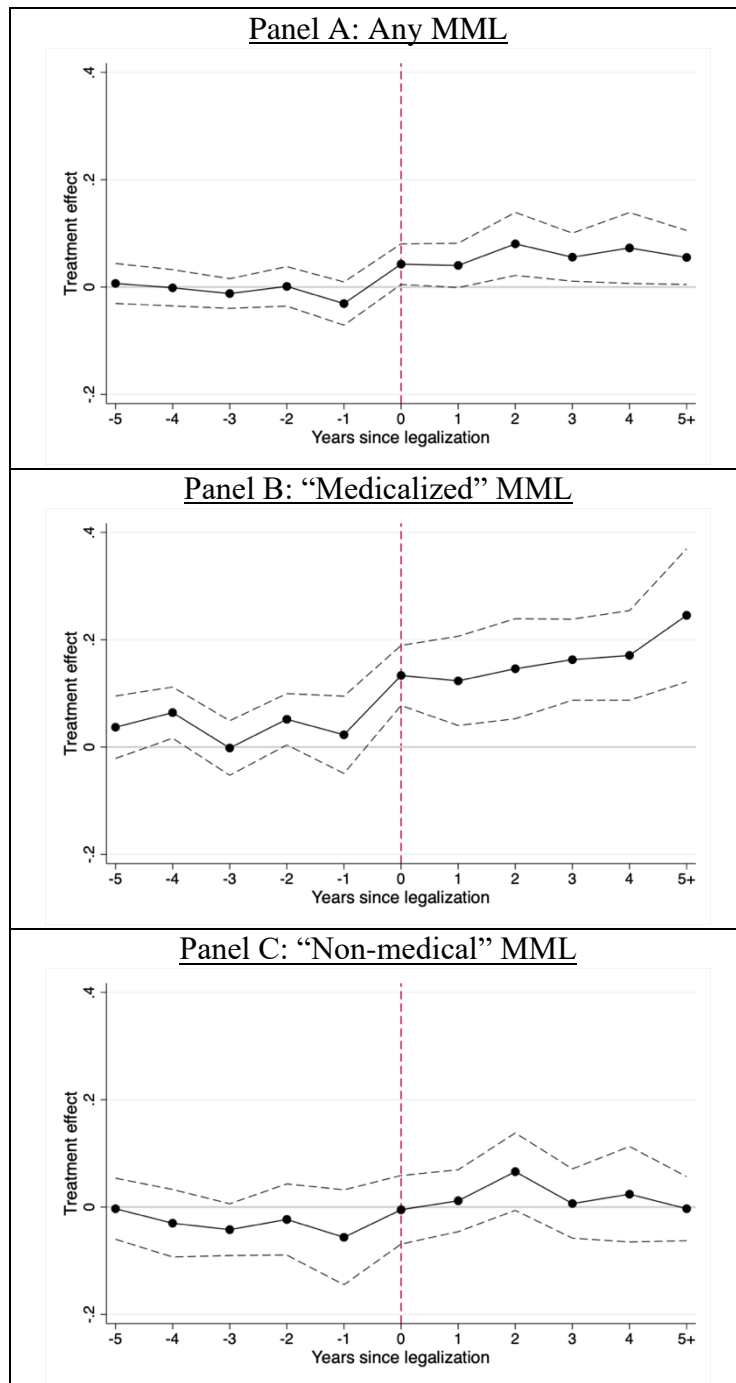 Panel A: Any MML
.4
.2
0
-.2
Treatment effect
-5 -4 -3 -2 -1 0 1 2 3 4 5+
Years since legalization
Panel B: “Medicalized” MML
.4
.2
0
-.2
Treatment effect
-5 -4 -3 -2 -1 0 1 2 3 4 5+
Years since legalization
Panel C: “Non-medical” MML
.4
.2
0
-.2
Treatment effect
-5 -4 -3 -2 -1 0 1 2 3 4 5+
Years since legalization